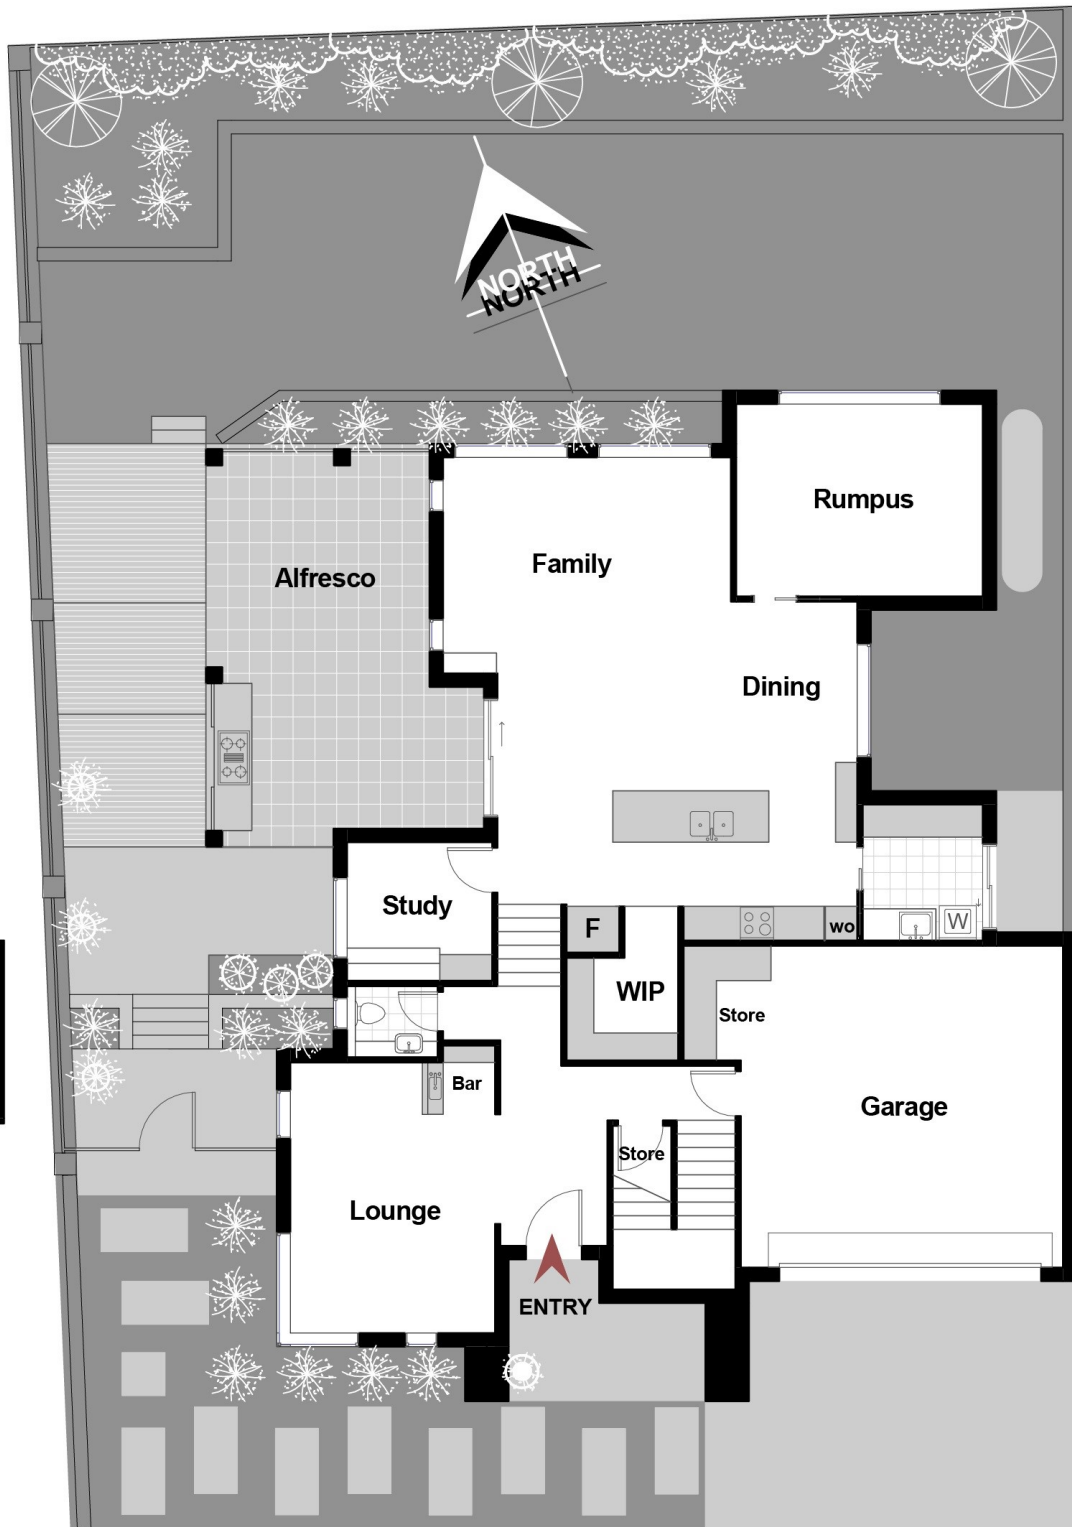 NORTH
NORTH
Rumpus
Family
Alfresco
Dining
Study
F
WO
W
WIP
Store
Bar
Garage
Store
Lounge
ENTRY